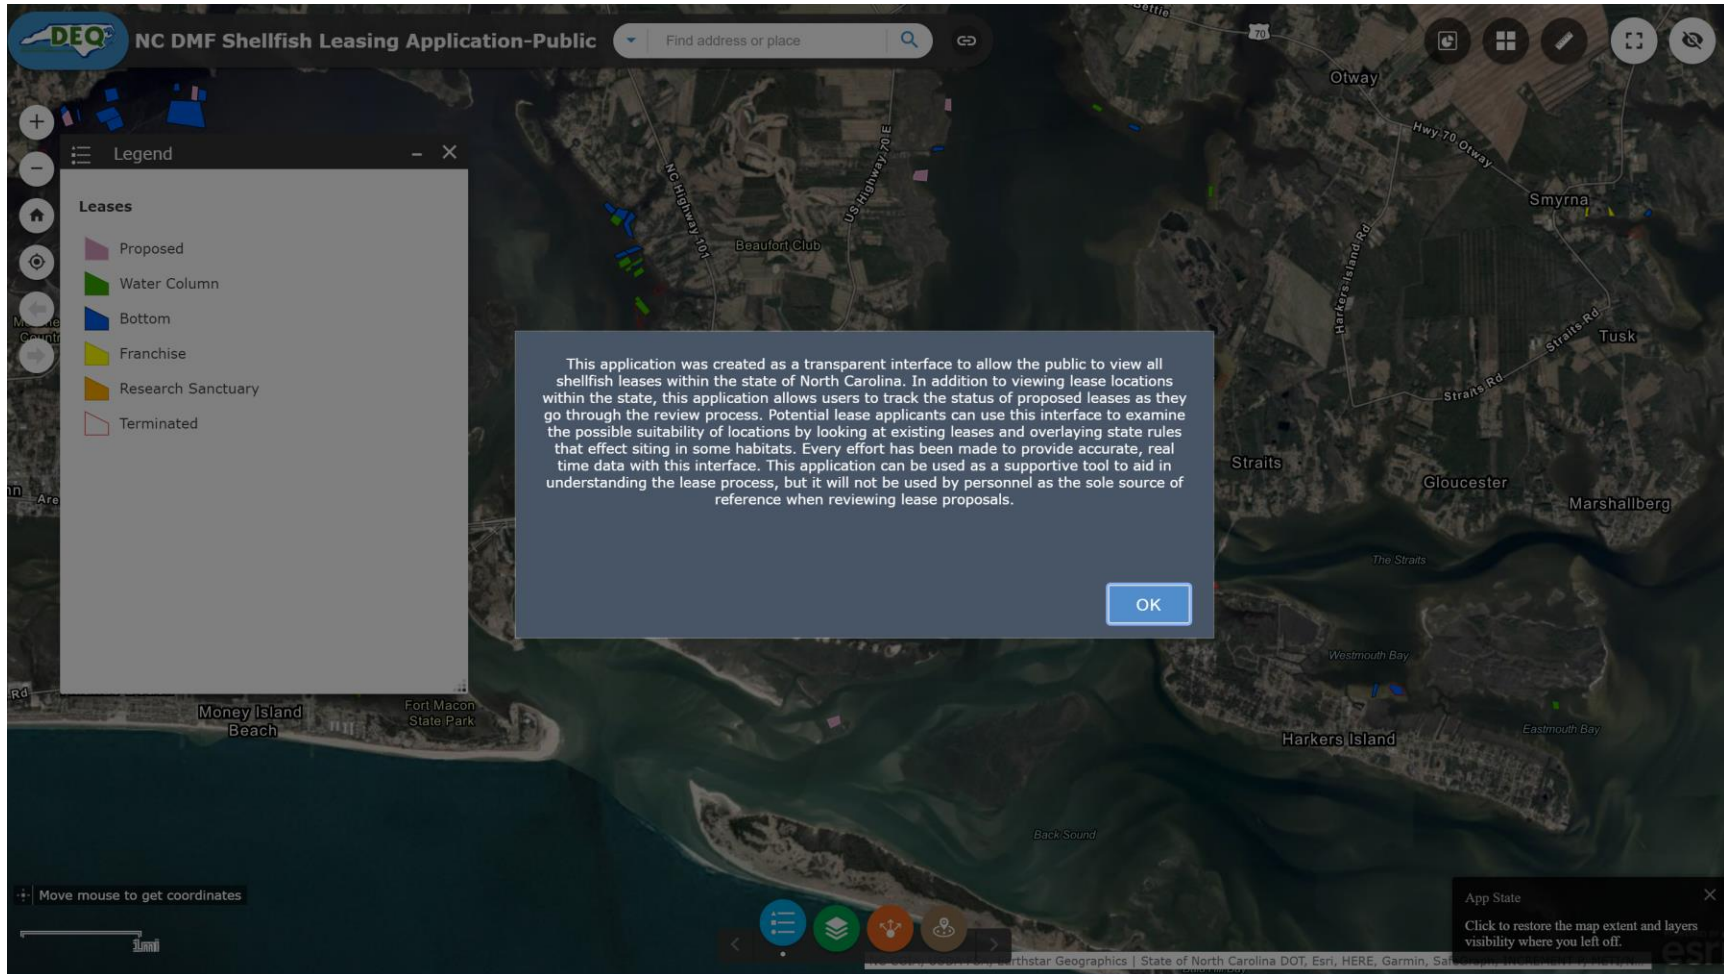 DEQ
NC DMF Shellfish Leasing Application-Public
Find address or place
Bettie
70
Otway
Hwy 70 Otway
Smyrna
Legend
Leases
Proposed
Water Column
Bottom
Franchise
Research Sanctuary
Terminated
NC Highway 101
US Highway 70 E
Beaufort Club
Harkers Island Rd
Straits Rd
Tusk
Straits Rd
This application was created as a transparent interface to allow the public to view all
shellfish leases within the state of North Carolina. In addition to viewing lease locations
within the state, this application allows users to track the status of proposed leases as they
go through the review process. Potential lease applicants can use this interface to examine
the possible suitability of locations by looking at existing leases and overlaying state rules
that effect siting in some habitats. Every effort has been made to provide accurate, real
time data with this interface. This application can be used as a supportive tool to aid in
understanding the lease process, but it will not be used by personnel as the sole source of
reference when reviewing lease proposals.
OK
Straits
Gloucester
Marshallberg
The Straits
Westmouth Bay
Eastmouth Bay
Harkers Island
Rd
Money Island
Beach
Fort Macon
State Park
Back Sound
Move mouse to get coordinates
App State
Click to restore the map extent and layers
visibility where you left off.
Earthstar Geographics | State of North Carolina DOT, Esri, HERE, Garmin,
esri